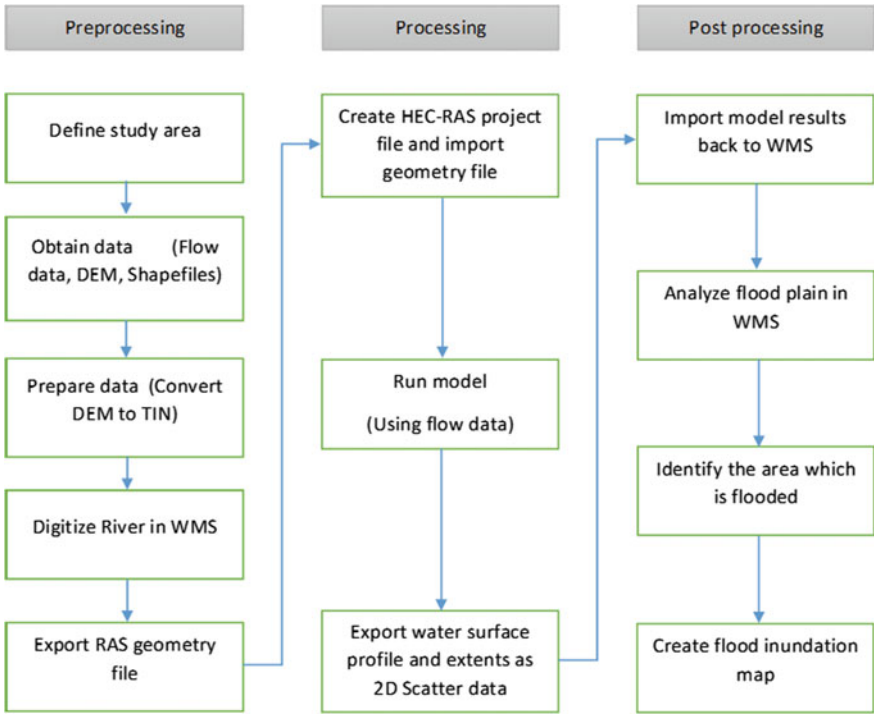 Preprocessing
Define study area
Obtain data (Flow
data, DEM, Shapefiles)
Prepare data (Convert
DEM to TIN)
Digitize River in WMS
Export RAS geometry
file
Processing
Create HEC-RAS project
file and import
geometry file
Run model
(Using flow data)
Export water surface
profile and extents as
2D Scatter data
Post processing
Import model results
back to WMS
Analyze flood plain in
WMS
Identify the area which
is flooded
Create flood inundation
map